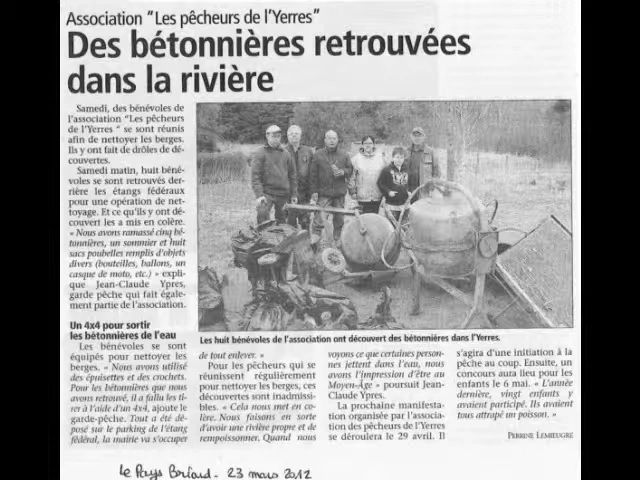 Association "Les pêcheurs de l'Yerres"
Des bétonnières retrouvées
dans la rivière
Samedi, des bénévoles de
l'association "Les pêcheurs
de l'Yerres " se sont réunis
afin de nettoyer les berges.
Ils y ont fait de drôles de dé-
couvertes.
Samedi matin, huit béné-
voles se sont retrouvés der-
rière les étangs fédéraux
pour une opération de net-
toyage. Et ce qu'ils y ont dé-
couvert les a mis en colère.
« Nous avons ramassé cinq bé-
tonnières, un sommier et huit
sacs poubelles remplis d'objets
divers (bouteilles, ballons, un
casque de moto, etc.) » expli-
que Jean-Claude Ypres,
garde pêche qui fait égale-
ment partie de l'association.
Un 4x4 pour sortir
les bétonnières de l'eau
Les bénévoles se sont
équipés pour nettoyer les
berges. « Nous avons utilisé
des épuisettes et des crochets.
Pour les bétonnières que nous
avons retrouvé, il a fallu les ti-
rer à l'aide d'un 4x4, ajoute le
garde-pêche. Tout a été dé-
posé sur le parking de l'étang
fédéral, la mairie va s'occuper
Les huit bénévoles de l'association ont découvert des bétonnières dans l'Yerres.
de tout enlever. »
Pour les pêcheurs qui se
réunissent régulièrement
pour nettoyer les berges, ces
découvertes sont inadmissi-
bles. « Cela nous met en co-
lère. Nous faisons en sorte
d'avoir une rivière propre et de
rempoissonner. Quand nous
voyons ce que certaines person-
nes jettent dans l'eau, nous
avons l'impression d'être au
Moyen-Age » poursuit Jean-
Claude Ypres.
La prochaine manifesta-
tion organisée par l'associa-
tion des pêcheurs de l'Yerres
se déroulera le 29 avril. Il
s'agira d'une initiation à la
pêche au coup. Ensuite, un
concours aura lieu pour les
enfants le 6 mai. « L'année
dernière, vingt enfants y
avaient participé. Ils avaient
tous attrapé un poisson. »
Perrine Lemieugre
Le Pays Briard - 23 mars 2012